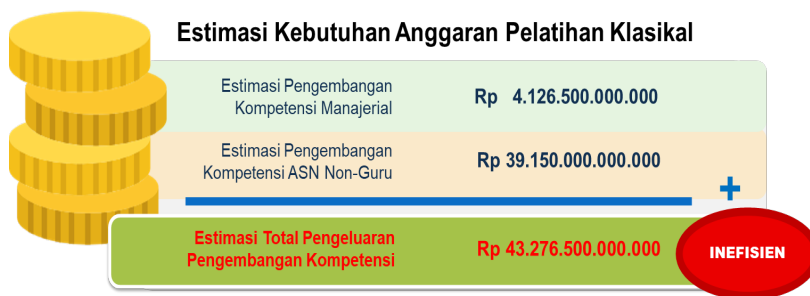 Estimasi Kebutuhan Anggaran Pelatihan Klasikal
Estimasi Pengembangan
Kompetensi Manajerial
Rp 4.126.500.000.000
Estimasi Pengembangan
Kompetensi ASN Non-Guru
Rp 39.150.000.000.000
+
Estimasi Total Pengeluaran
Pengembangan Kompetensi
Rp 43.276.500.000.000
INEFISIEN